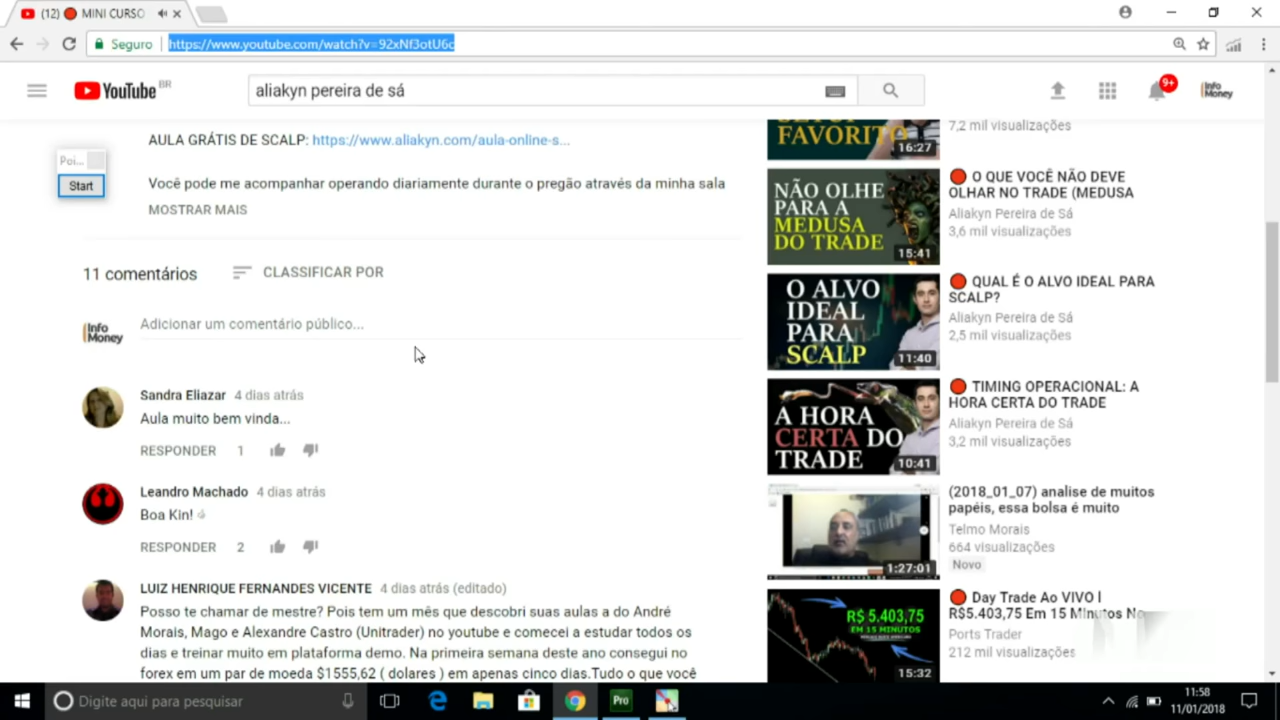 (12) MINI CURSO
Seguro
https://www.youtube.com/watch?v=92xNf3otU6c
YouTube BR
aliakyn pereira de sá
9+
Info Money
AULA GRÁTIS DE SCALP: https://www.aliakyn.com/aula-online-s...
Poi...
Start
Você pode me acompanhar operando diariamente durante o pregão através da minha sala
MOSTRAR MAIS
11 comentários
CLASSIFICAR POR
Info Money
Adicionar um comentário público...
Sandra Eliazar 4 dias atrás
Aula muito bem vinda...
RESPONDER 1
Leandro Machado 4 dias atrás
Boa Kin!
RESPONDER 2
LUIZ HENRIQUE FERNANDES VICENTE 4 dias atrás (editado)
Posso te chamar de mestre? Pois tem um mês que descobri suas aulas a do André
Morais, Mago e Alexandre Castro (Unitrader) no youtube e comecei a estudar todos os
dias e treinar muito em plataforma demo. Na primeira semana deste ano consegui no
forex em um par de moeda $1555,62 ( dolares ) em apenas cinco dias.Tudo o que você
FAVORITO
16:27
7,2 mil visualizações
NÃO OLHE
PARA A
MEDUSA
DO TRADE
15:41
O QUE VOCÊ NÃO DEVE
OLHAR NO TRADE (MEDUSA
Aliakyn Pereira de Sá
3,6 mil visualizações
O ALVO
IDEAL
PARA
SCALP
11:40
QUAL É O ALVO IDEAL PARA
SCALP?
Aliakyn Pereira de Sá
2,5 mil visualizações
A HORA
CERTA DO
TRADE
10:41
TIMING OPERACIONAL: A
HORA CERTA DO TRADE
Aliakyn Pereira de Sá
3,2 mil visualizações
1:27:01
(2018_01_07) analise de muitos
papéis, essa bolsa é muito
Telmo Morais
664 visualizações
Novo
R$ 5.403,75
EM 15 MINUTOS
15:32
Day Trade Ao VIVO l
R$5.403,75 Em 15 Minutos No
Ports Trader
212 mil visualizações
Digite aqui para pesquisar
Pro
11:58
11/01/2018